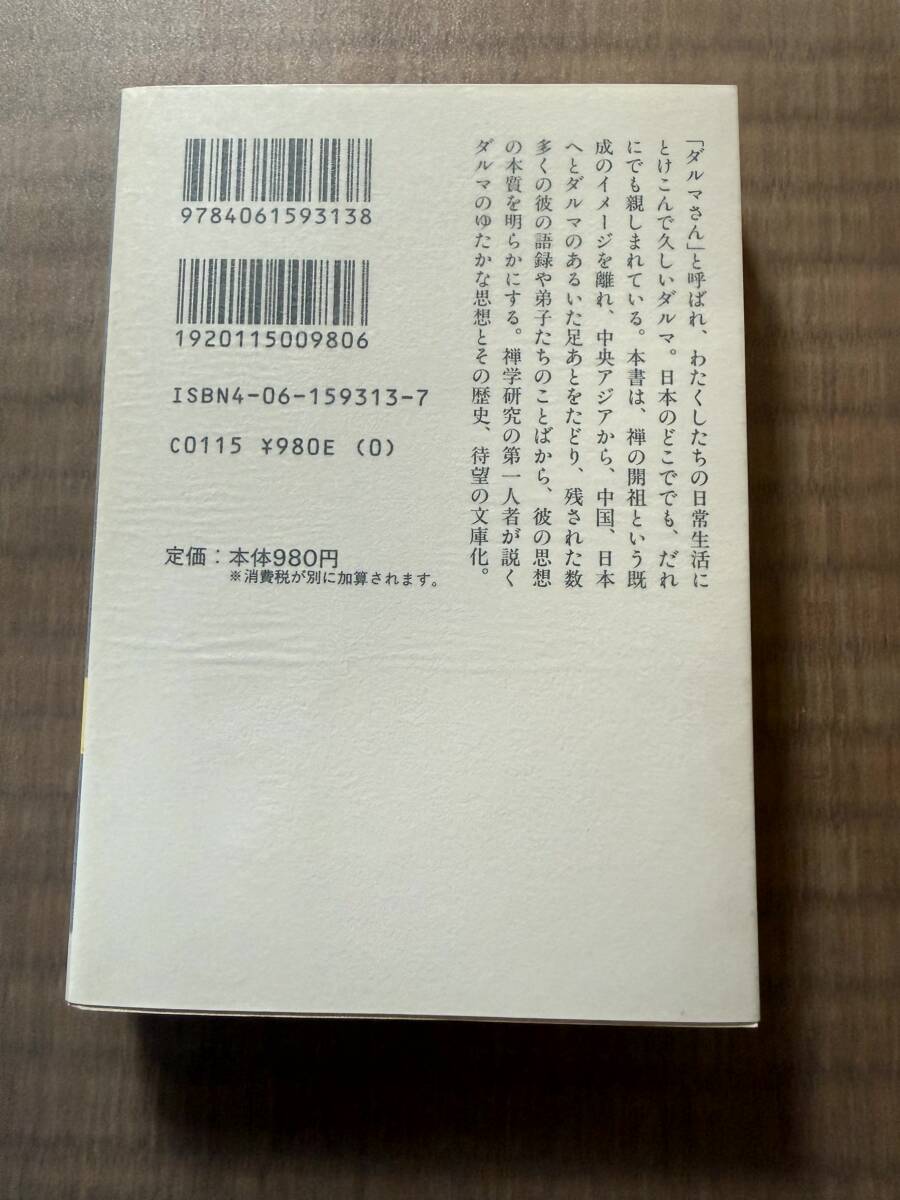 「ダルマさん」と呼ばれ、わたくしたちの日常生活に
とけこんで久しいダルマ。日本のどこででも、だれ
にでも親しまれている。本書は、禅の開祖という既
成のイメージを離れ、中央アジアから、中国、日本
へとダルマのあるいた足あとをたどり、残された数
多くの彼の語録や弟子たちのことばから、彼の思想
の本質を明らかにする。禅学研究の第一人者が説く
ダルマのゆたかな思想とその歴史、待望の文庫化。
9784061593138
1920115009806
ISBN4-06-159313-7
C0115 ¥980E (0)
定価：本体980円
※消費税が別に加算されます。